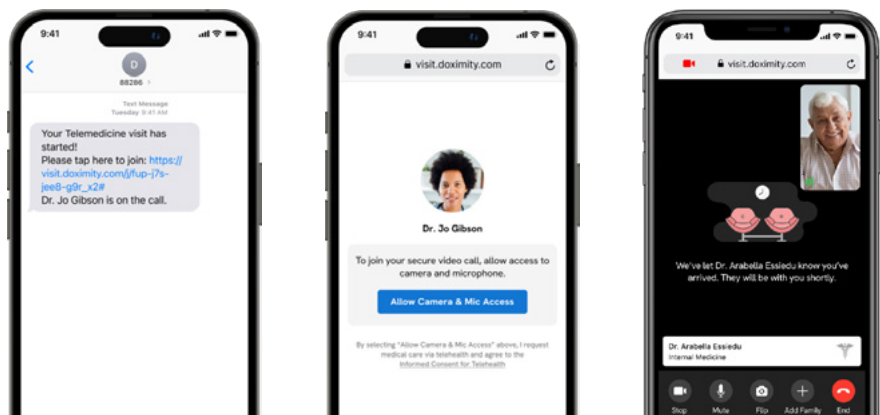 9:41
D
88286 >
Text Message
Tuesday 9:41 AM
Your Telemedicine visit has
started!
Please tap here to join: https://
visit.doximity.com/j/fup-j7s-
jee8-g9r_x2#
Dr. Jo Gibson is on the call.
9:41
visit.doximity.com
Dr. Jo Gibson
To join your secure video call, allow access to
camera and microphone.
Allow Camera & Mic Access
By selecting "Allow Camera & Mic Access" above, I request
medical care via telehealth and agree to the
Informed Consent for Telehealth
9:41
visit.doximity.com
We've let Dr. Arabella Essiedu know you've
arrived. They will be with you shortly.
Dr. Arabella Essiedu
Internal Medicine
Stop
Mute
Flip
Add Family
End